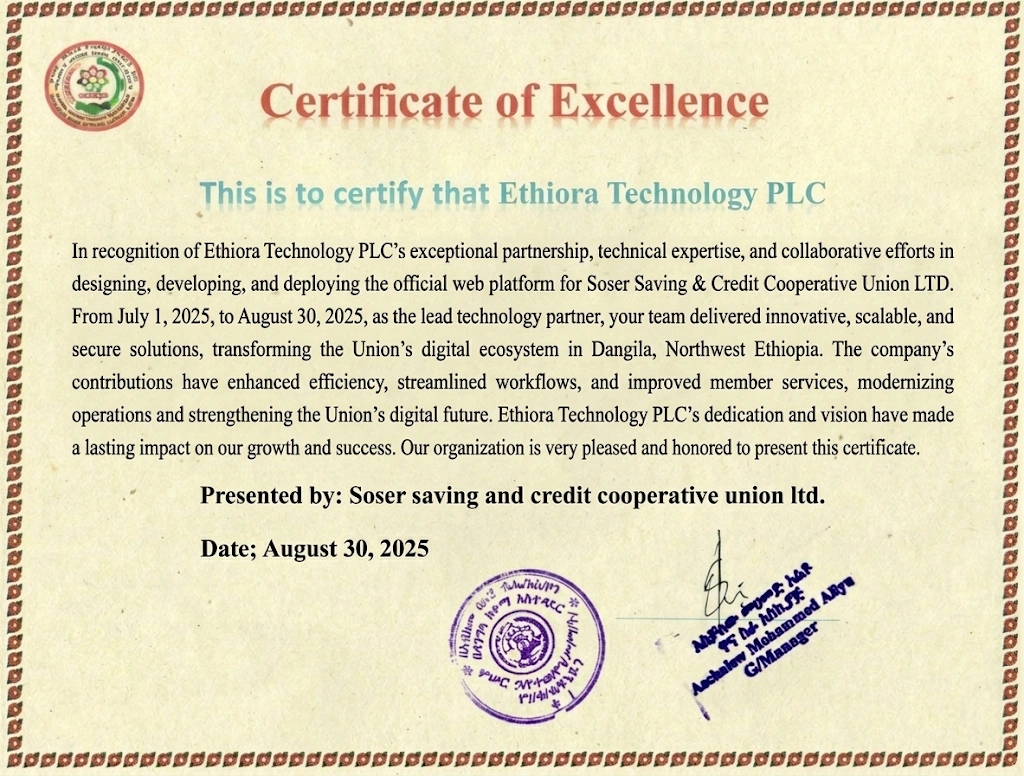 Certificate of Excellence
This is to certify that Ethiora Technology PLC
In recognition of Ethiora Technology PLC’s exceptional partnership, technical expertise, and collaborative efforts in
designing, developing, and deploying the official web platform for Soser Saving & Credit Cooperative Union LTD.
From July 1, 2025, to August 30, 2025, as the lead technology partner, your team delivered innovative, scalable, and
secure solutions, transforming the Union’s digital ecosystem in Dangila, Northwest Ethiopia. The company’s
contributions have enhanced efficiency, streamlined workflows, and improved member services, modernizing
operations and strengthening the Union’s digital future. Ethiora Technology PLC’s dedication and vision have made
a lasting impact on our growth and success. Our organization is very pleased and honored to present this certificate.
Presented by: Soser saving and credit cooperative union ltd.
Date; August 30, 2025
Aschalew Mohammed Aliyu
G/Manager